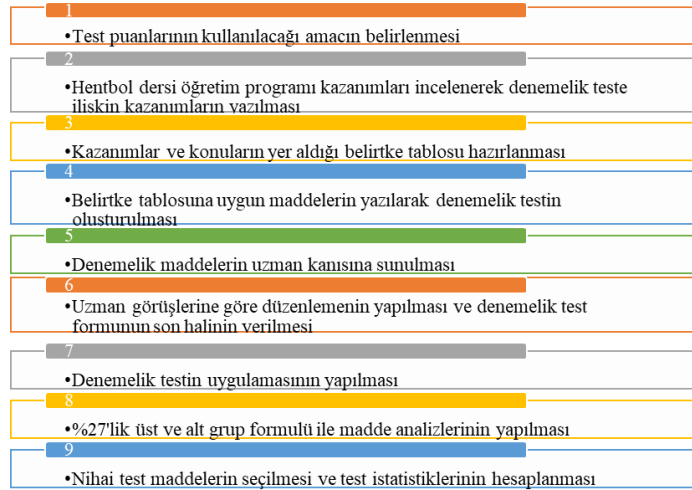 1
•Test puanlarının kullanılacağı amacın belirlenmesi
2
•Hentbol dersi öğretim programı kazanımları incelenerek denemelik teste
ilişkin kazanımların yazılması
3
•Kazanımlar ve konuların yer aldığı belirtke tablosu hazırlanması
4
•Belirtke tablosuna uygun maddelerin yazılarak denemelik testin
oluşturulması
5
•Denemelik maddelerin uzman kanısına sunulması
6
•Uzman görüşlerine göre düzenlemenin yapılması ve denemelik test
formunun son halinin verilmesi
7
•Denemelik testin uygulamasının yapılması
8
•%27'lik üst ve alt grup formülü ile madde analizlerinin yapılması
9
•Nihai test maddelerin seçilmesi ve test istatistiklerinin hesaplanması